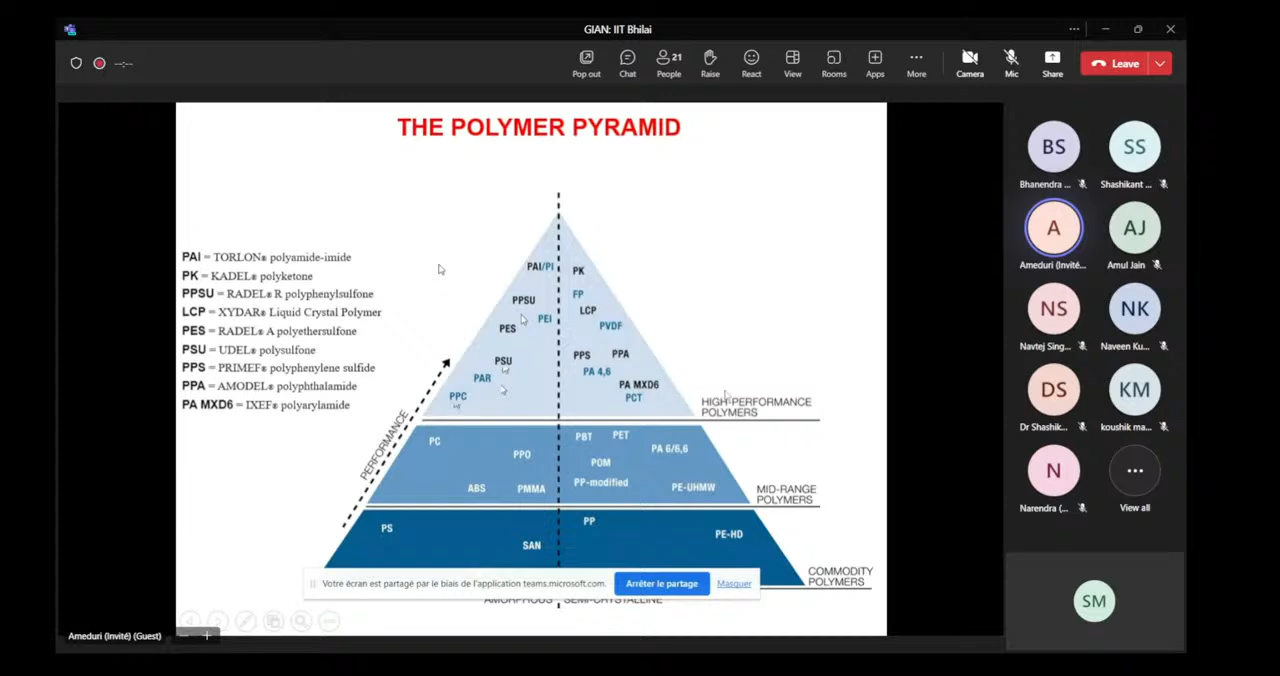 GIAN: IIT Bhilai
--:--
Pop out
Chat
21
People
Raise
React
View
Rooms
Apps
More
Camera
Mic
Share
Leave
THE POLYMER PYRAMID
PAI = TORLON® polyamide-imide
PK = KADEL® polyketone
PPSU = RADEL® R polyphenylsulfone
LCP = XYDAR® Liquid Crystal Polymer
PES = RADEL® A polyethersulfone
PSU = UDEL® polysulfone
PPS = PRIMEF® polyphenylene sulfide
PPA = AMODEL® polyphthalamide
PA MXD6 = IXEF® polyarylamide
PERFORMANCE
PAI/PI
PK
PPSU
FP
PEI
LCP
PES
PVDF
PSU
PPS
PPA
PAR
PA 4,6
PPC
PA MXD6
PCT
HIGH-PERFORMANCE
POLYMERS
PC
PBT
PET
PPO
POM
PA 6/6,6
ABS
PMMA
PP-modified
PE-UHMW
MID-RANGE
POLYMERS
PS
PP
SAN
PE-HD
COMMODITY
POLYMERS
Votre écran est partagé par le biais de l'application teams.microsoft.com.
Arrêter le partage
Masquer
AMORPHOUS
SEMI-CRYSTALLINE
Ameduri (Invité) (Guest)
BS
Bhanendra ...
SS
Shashikant ...
A
Ameduri (Invité...
AJ
Amul Jain
NS
Navtej Sing...
NK
Naveen Ku...
DS
Dr Shashik...
KM
koushik ma...
N
Narendra (...
View all
SM